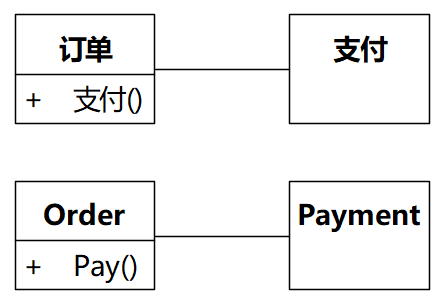 订单
支付
+ 支付()
Order
Payment
+ Pay()